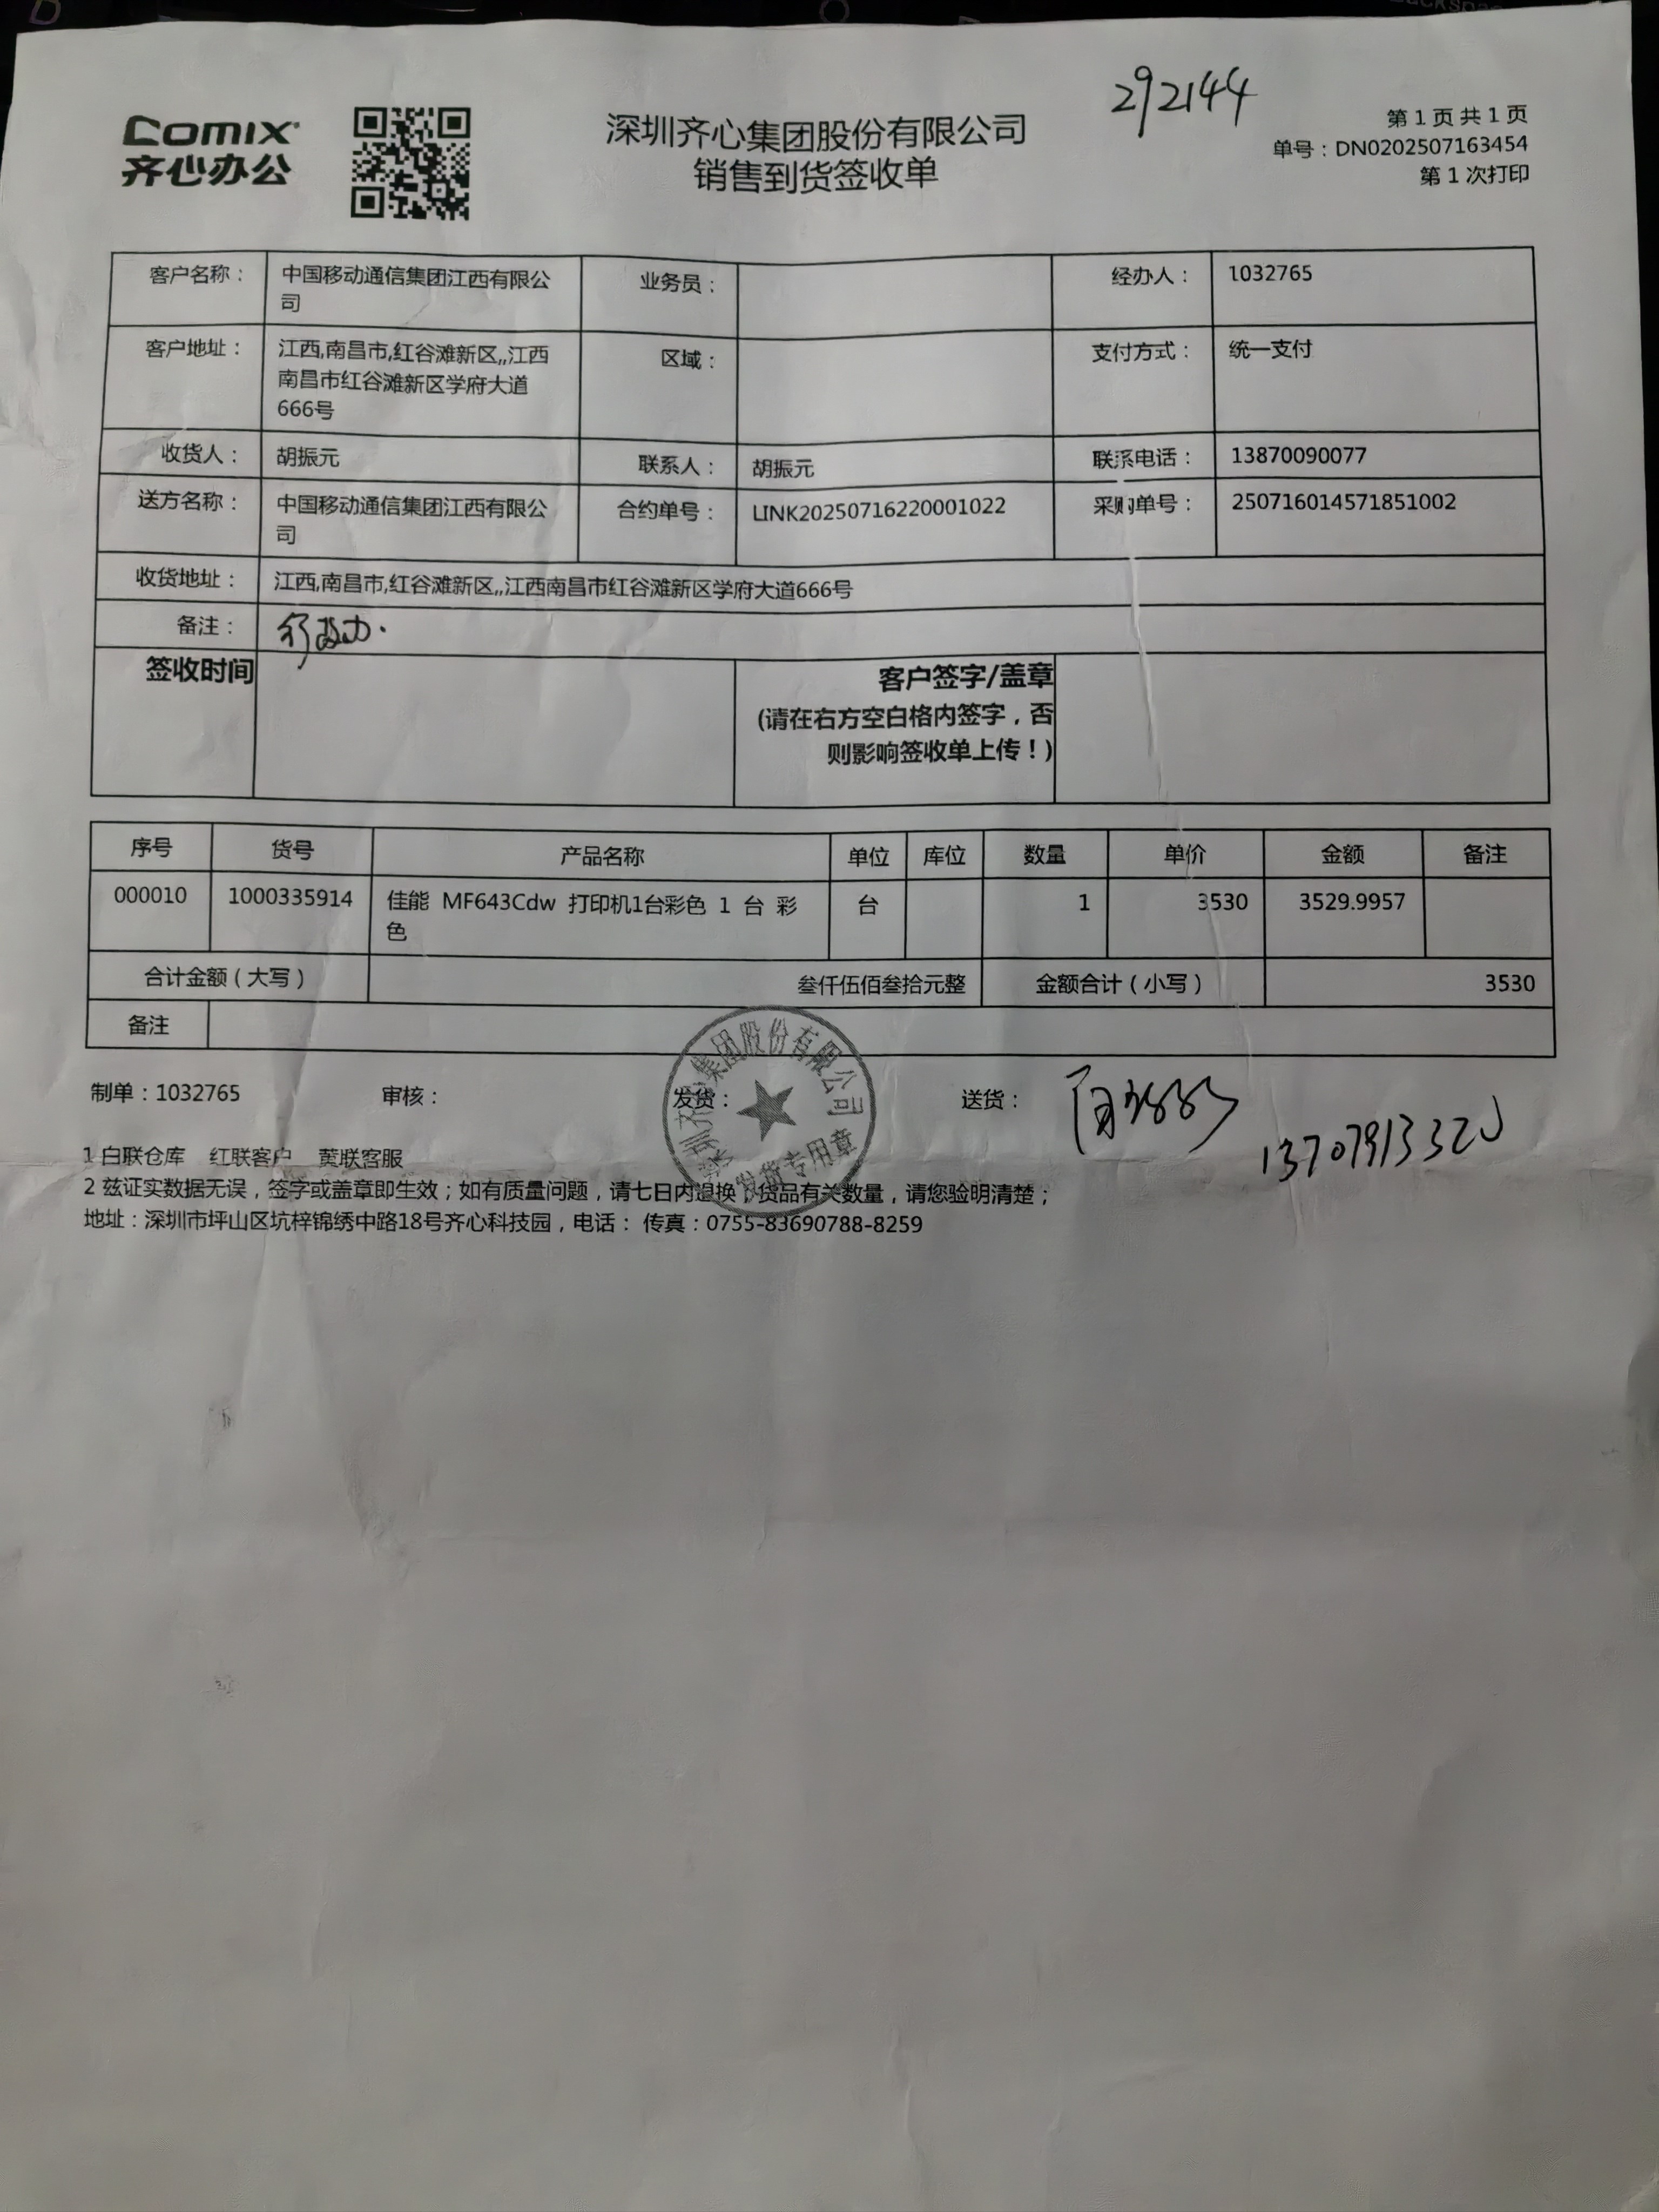 Comix
齐心办公
深圳齐心集团股份有限公司
销售到货签收单
292144
第 1 页 共 1 页
单号：DN0202507163454
第 1 次打印
客户名称： 中国移动通信集团江西有限公司 业务员： 经办人： 1032765
客户地址： 江西,南昌市,红谷滩新区,,江西南昌市红谷滩新区学府大道666号 区域： 支付方式： 统一支付
收货人： 胡振元 联系人： 胡振元 联系电话： 13870090077
送方名称： 中国移动通信集团江西有限公司 合约单号： LINK20250716220001022 采购单号： 250716014571851002
收货地址： 江西,南昌市,红谷滩新区,,江西南昌市红谷滩新区学府大道666号
备注：
签收时间 客户签字/盖章
(请在右方空白格内签字，否
则影响签收单上传！)
序号 货号 产品名称 单位 库位 数量 单价 金额 备注
000010 1000335914 佳能 MF643Cdw 打印机1台彩色 1 台 彩色 台 1 3530 3529.9957
合计金额（大写） 叁仟伍佰叁拾元整 金额合计（小写） 3530
备注
制单：1032765 审核： 发货： 送货：
深圳齐心集团股份有限公司
发货专用章
1370791332
1 白联仓库 红联客户 黄联客服
2 兹证实数据无误，签字或盖章即生效；如有质量问题，请七日内退换，货品有关数量，请您验明清楚；
地址：深圳市坪山区坑梓锦绣中路18号齐心科技园，电话： 传真：0755-83690788-8259